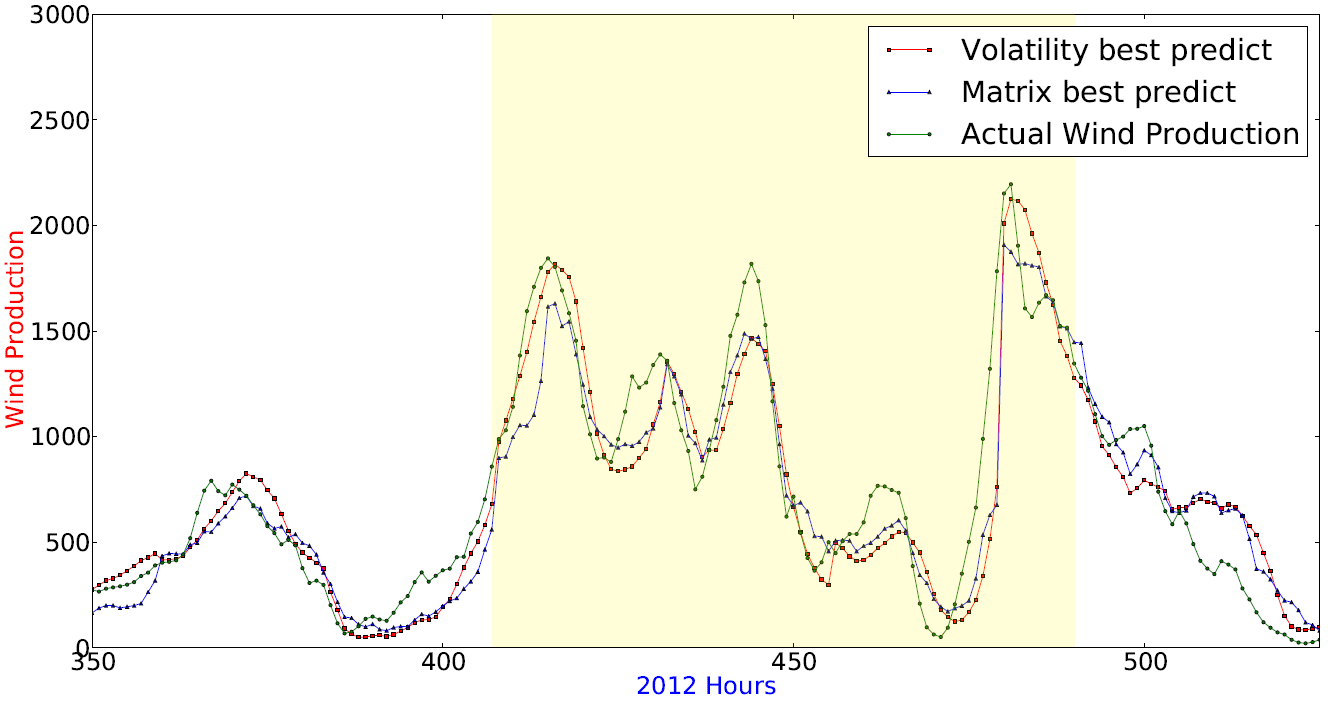 3000
2500
2000
1500
1000
500
0
Wind Production
350
400
450
500
2012 Hours
Volatility best predict
Matrix best predict
Actual Wind Production